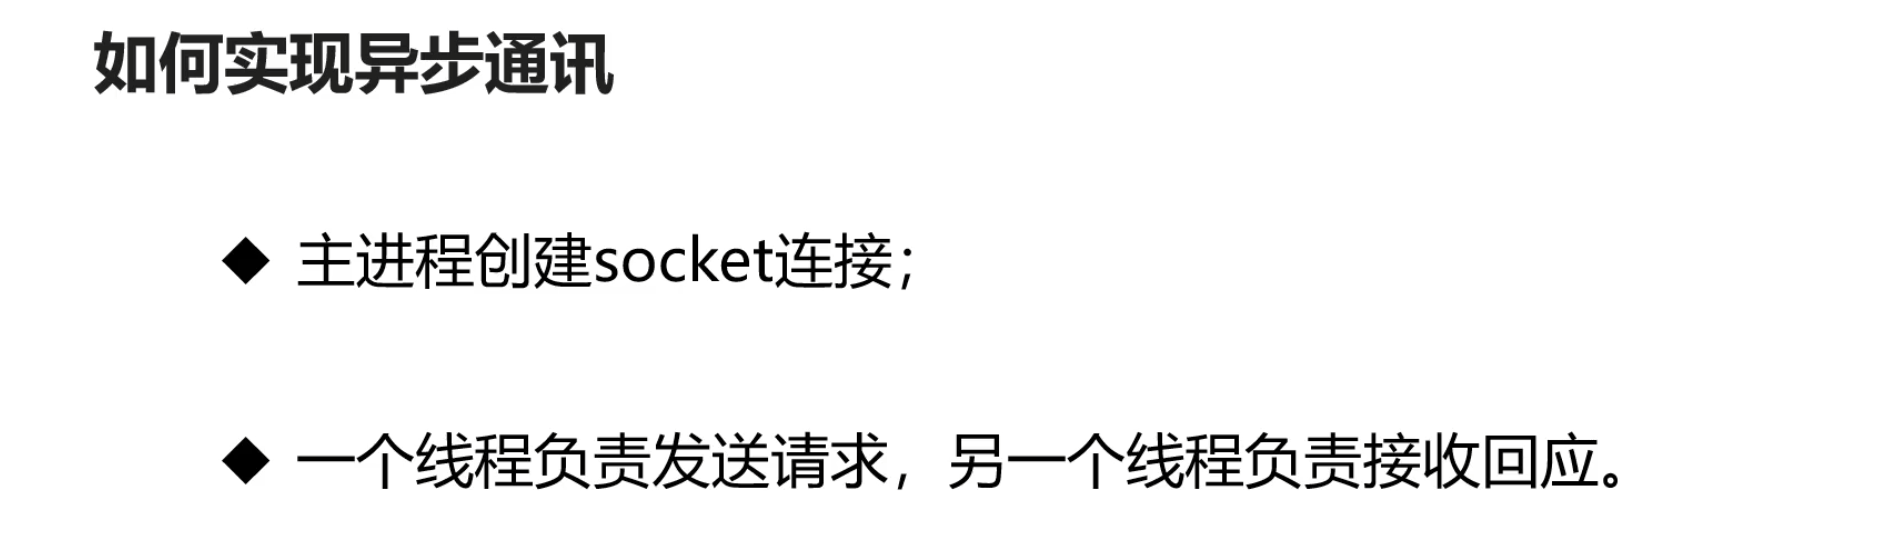 如何实现异步通讯
◆ 主进程创建socket连接；
◆ 一个线程负责发送请求，另一个线程负责接收回应。